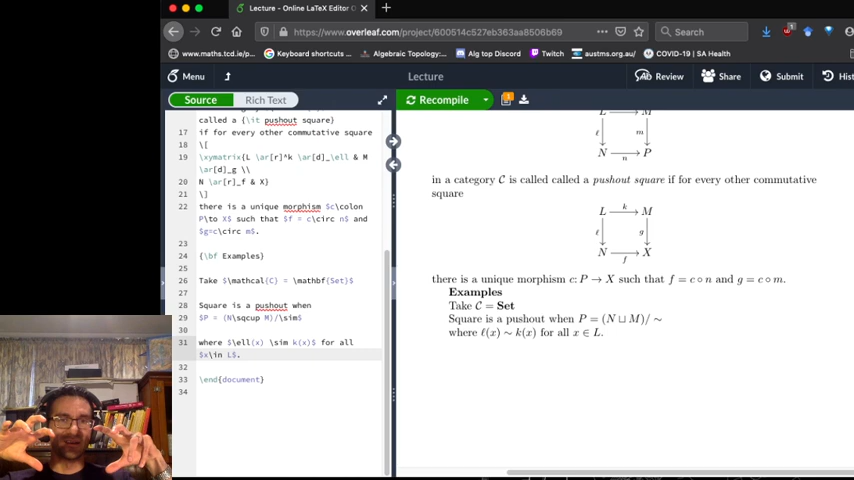 Lecture - Online LaTeX Editor O
https://www.overleaf.com/project/600514c527eb363aa8506b69
Search
www.maths.tcd.ie/po
Keyboard shortcuts ...
Algebraic Topology:...
Alg top Discord
Twitch
austms.org.au/
COVID-19 | SA Health
Menu
Lecture
Review
Share
Submit
Hist
Source
Rich Text
Recompile
called a {\it pushout square}
17 if for every other commutative square
18 \[
19 \xymatrix{L \ar[r]^k \ar[d]_\ell & M
\ar[d]_g \\
20 N \ar[r]_f & X}
21 \]
22 there is a unique morphism $c\colon
P\to X$ such that $f = c\circ n$ and
$g=c\circ m$.
23
24 {\bf Examples}
25
26 Take $\mathcal{C} = \mathbf{Set}$
27
28 Square is a pushout when
29 $P = (N\sqcup M)/\sim$
30
31 where $\ell(x) \sim k(x)$ for all
$x\in L$.
32
33 \end{document}
34
L M
ℓ m
N P
n
in a category C is called called a pushout square if for every other commutative
square
k
L M
ℓ g
N X
f
there is a unique morphism c: P → X such that f = c ∘ n and g = c ∘ m.
Examples
Take C = Set
Square is a pushout when P = (N ⊔ M)/ ∼
where ℓ(x) ∼ k(x) for all x ∈ L.